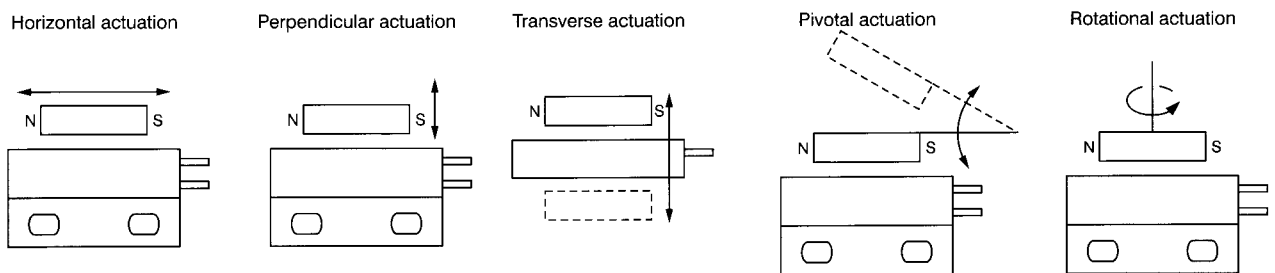 Horizontal actuation
Perpendicular actuation
Transverse actuation
Pivotal actuation
Rotational actuation
N S
N S
N S
N S
N S